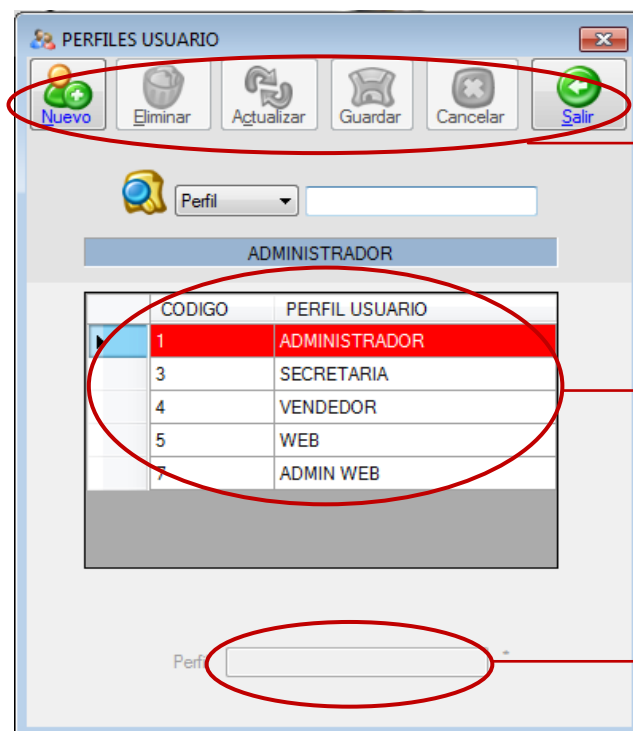 PERFILES USUARIO
Nuevo Eliminar Actualizar Guardar Cancelar Salir
Perfil
ADMINISTRADOR
CODIGO PERFIL USUARIO
1 ADMINISTRADOR
3 SECRETARIA
4 VENDEDOR
5 WEB
7 ADMIN WEB
Perfil *